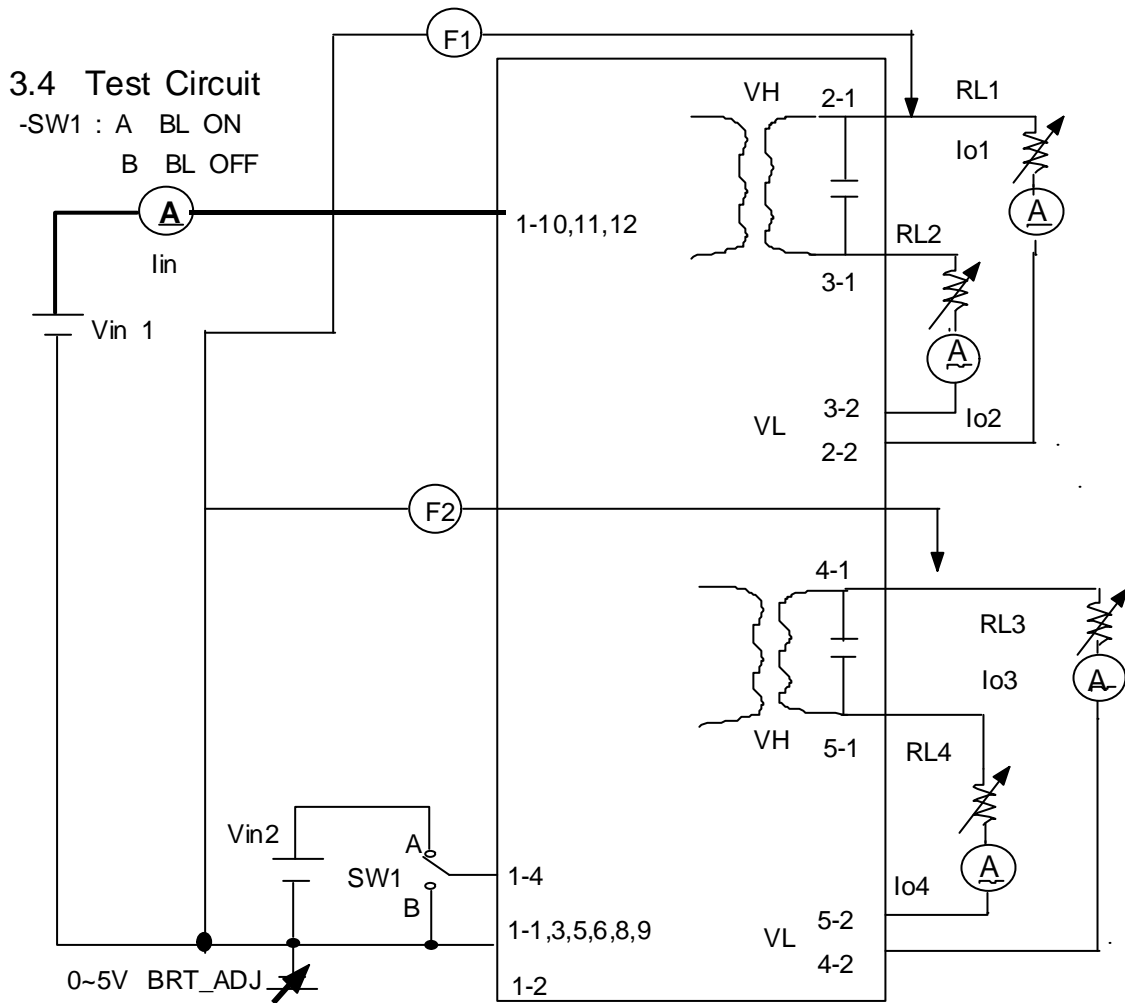 F1
3.4 Test Circuit
-SW1 : A BL ON
B BL OFF
VH
2-1
RL1
Io1
A
A
Iin
1-10,11,12
RL2
3-1
Vin 1
A
3-2
Io2
VL
2-2
F2
4-1
RL3
Io3
A
VH
5-1
RL4
Vin2
A
SW1
B
1-4
A
Io4
1-1,3,5,6,8,9
VL
5-2
4-2
0~5V BRT_ADJ
1-2